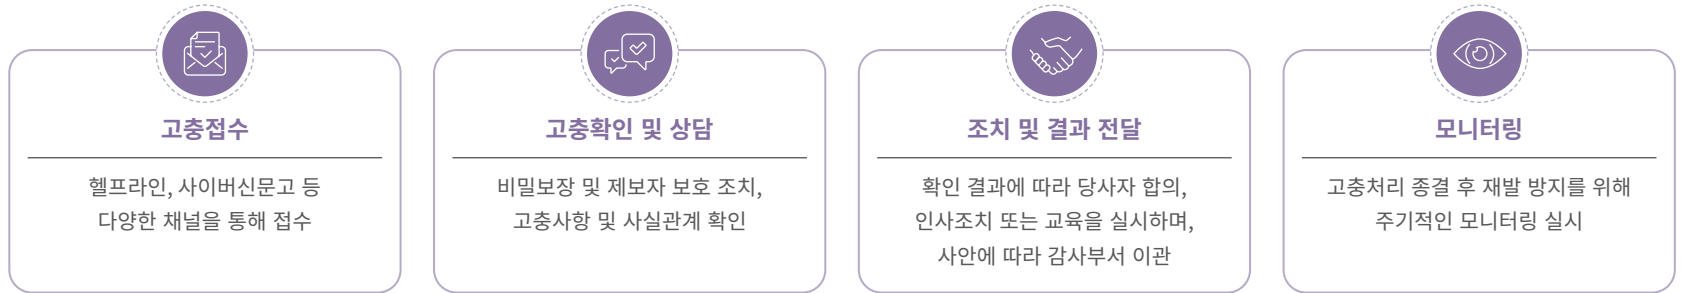 고충접수
헬프라인, 사이버신문고 등
다양한 채널을 통해 접수
고충확인 및 상담
비밀보장 및 제보자 보호 조치,
고충사항 및 사실관계 확인
조치 및 결과 전달
확인 결과에 따라 당사자 합의,
인사조치 또는 교육을 실시하며,
사안에 따라 감사부서 이관
모니터링
고충처리 종결 후 재발 방지를 위해
주기적인 모니터링 실시